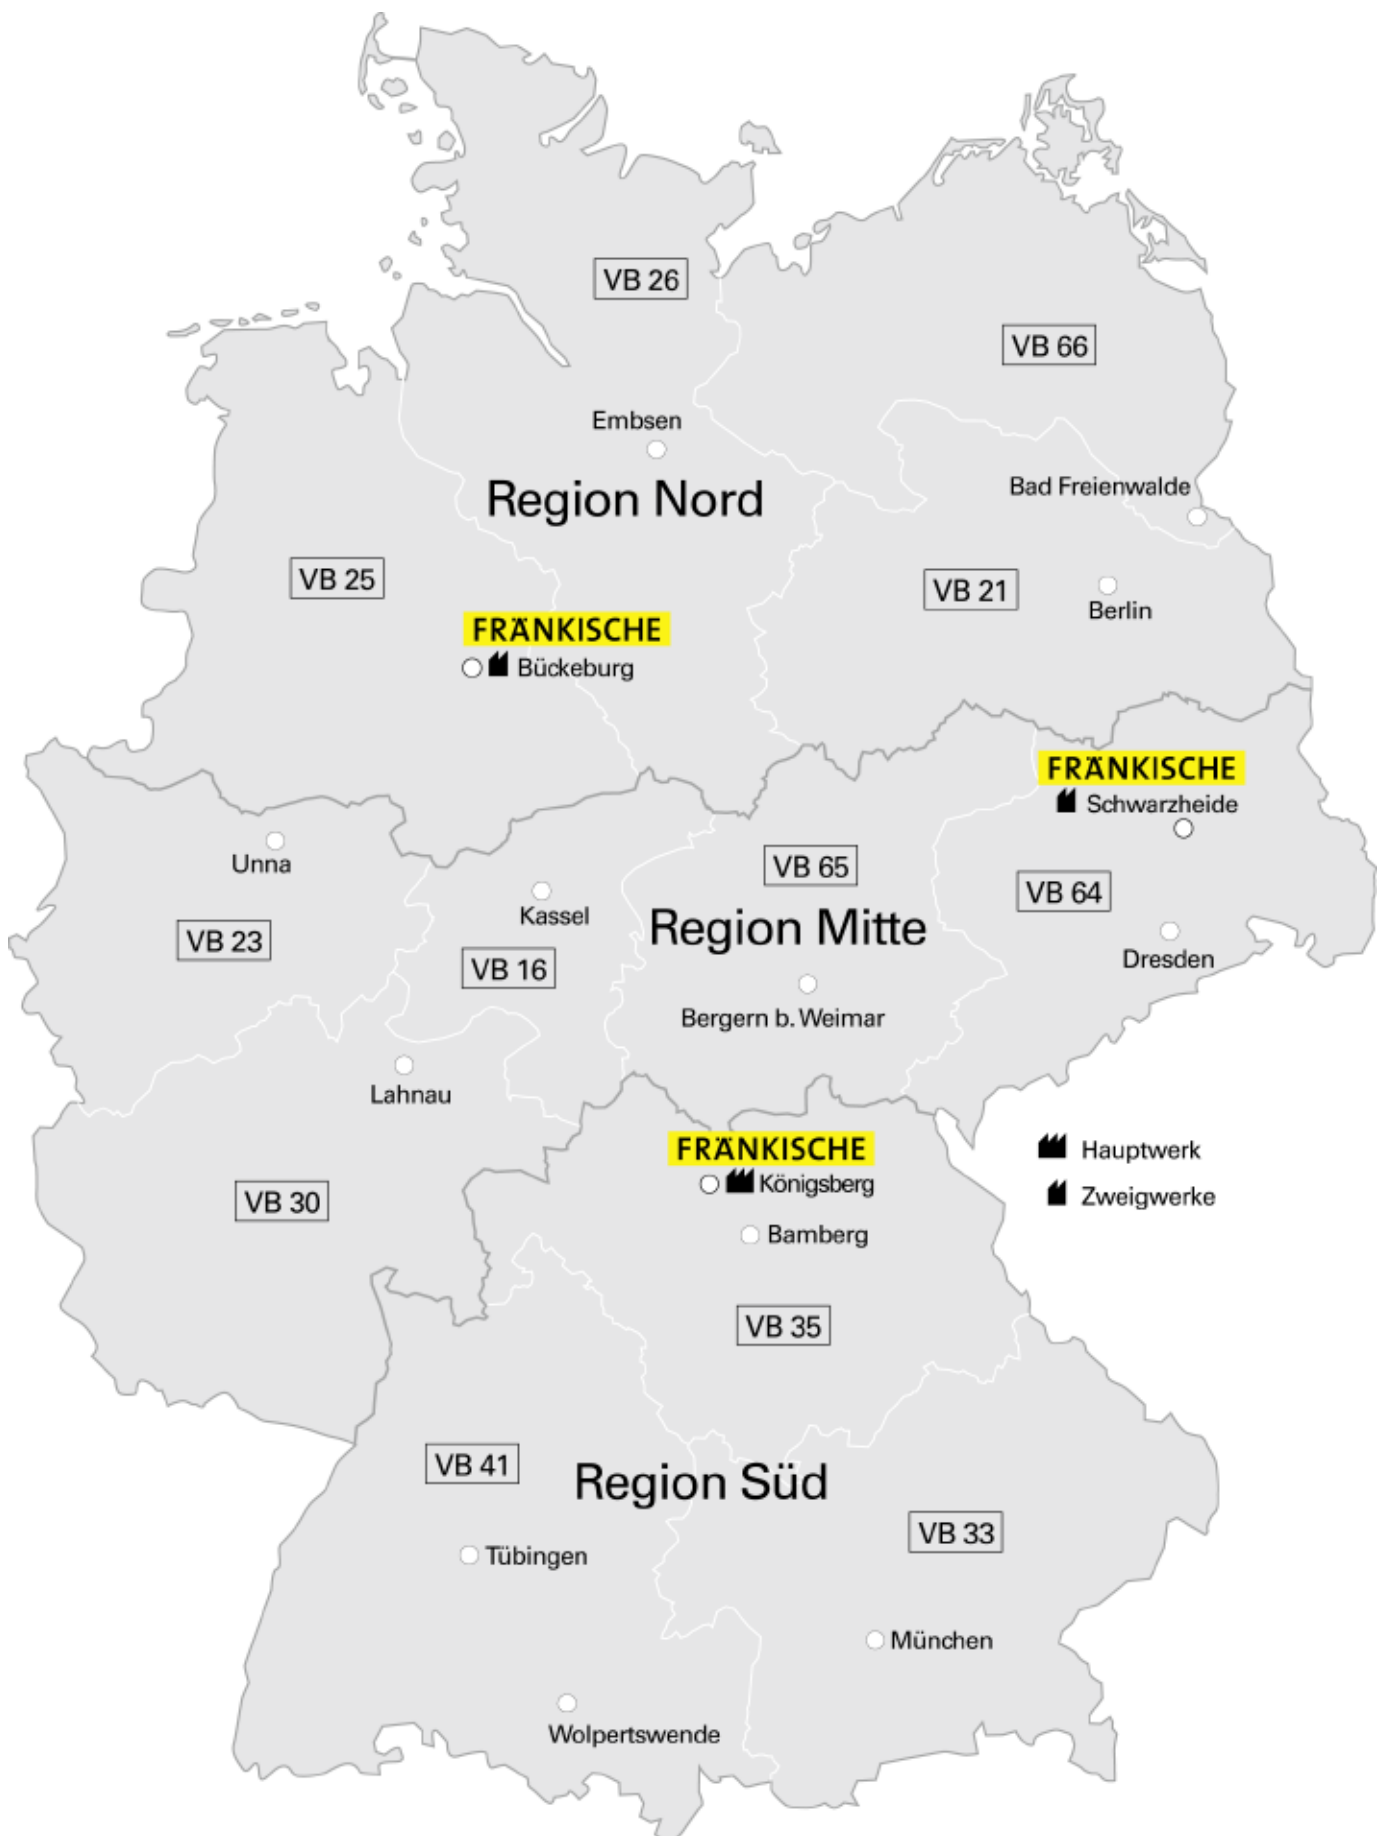 VB 26
VB 66
Embsen
Region Nord
Bad Freienwalde
VB 25
VB 21
Berlin
FRÄNKISCHE
Bückeburg
FRÄNKISCHE
Schwarzheide
Unna
VB 65
VB 64
Kassel
Region Mitte
VB 23
VB 16
Dresden
Bergern b. Weimar
Lahnau
FRÄNKISCHE
Hauptwerk
Königsberg
Zweigwerke
VB 30
Bamberg
VB 35
VB 41
Region Süd
VB 33
Tübingen
München
Wolpertswende